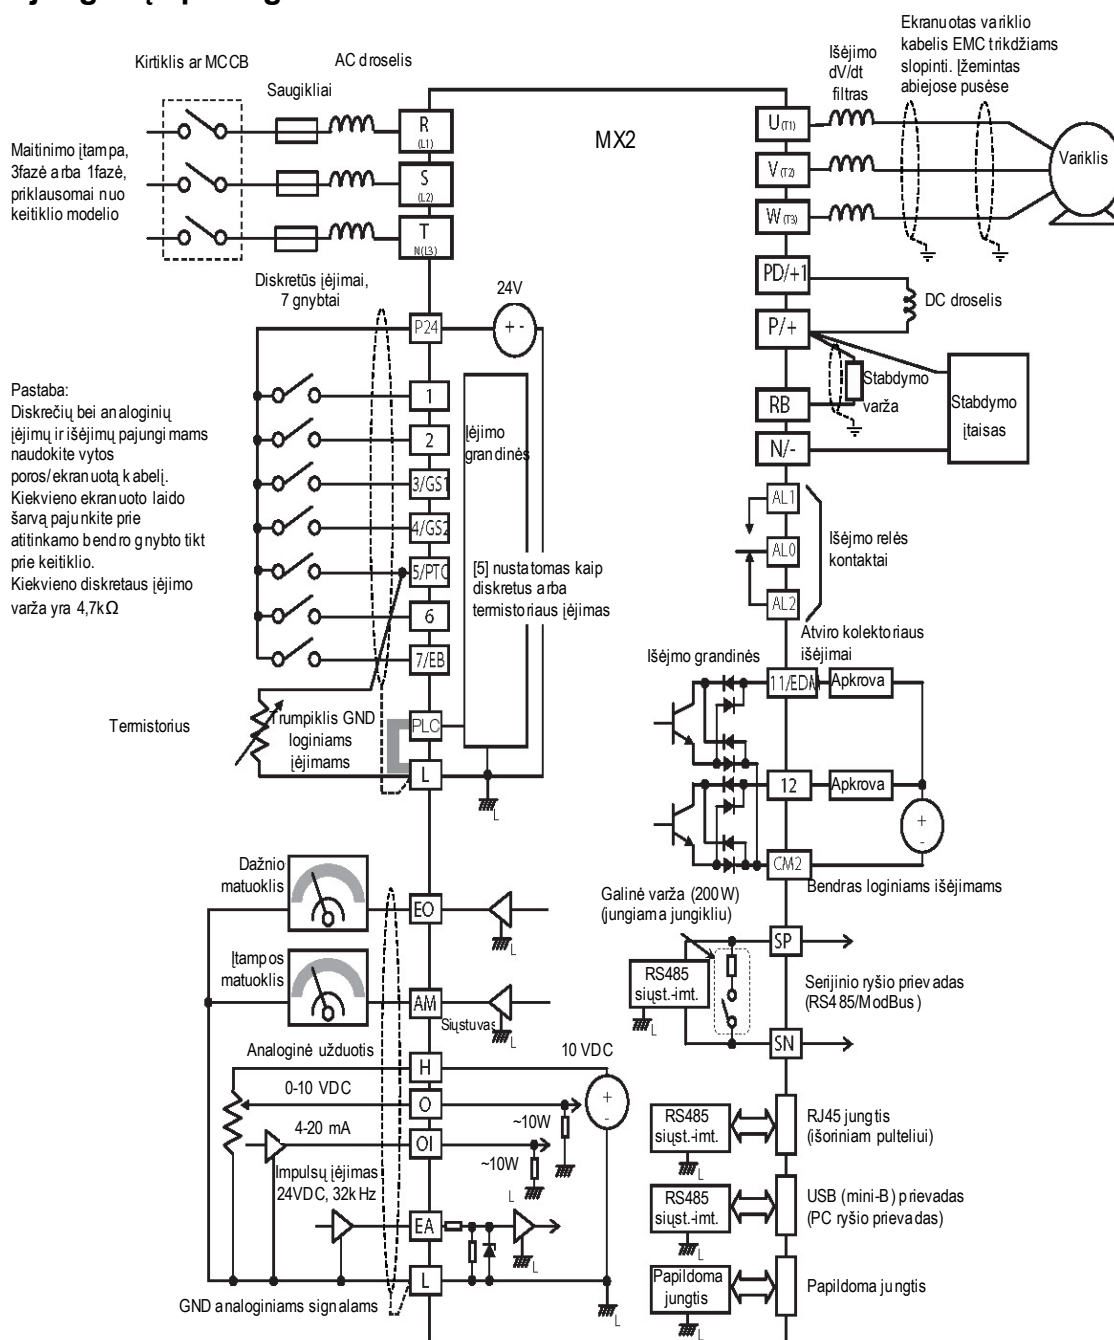 Kirtiklis ar MCCB
AC droselis
Saugikliai
Maitinimo įtampa,
3fazė arba 1fazė,
priklausomai nuo
keitiklio modelio
R
(L1)
S
(L2)
T
N(L3)
MX2
U(T1)
V(T2)
W(T3)
Išėjimo
dV/dt
filtras
Ekranuotas variklio
kabelis EMC trikdžiams
slopinti. Įžemintas
abiejose pusėse
Variklis
PD/+1
P/+
DC droselis
RB
N/-
Stabdymo
varža
Stabdymo
įtaisas
Diskretūs įėjimai,
7 gnybtai
24V
P24
+ -
Pastaba:
Diskrečių bei analoginių
įėjimų ir išėjimų pajungimams
naudokite vytos
poros/ekranuotą kabelį.
Kiekvieno ekranuoto laido
šarvą pajunkite prie
atitinkamo bendro gnybto tikt
prie keitiklio.
Kiekvieno diskretaus įėjimo
varža yra 4,7kΩ
1
2
3/GS1
4/GS2
5/PTC
6
7/EB
PLC
L
Įėjimo
grandinės
[5] nustatomas kaip
diskretus arba
termistoriaus įėjimas
Termistorius
Trumpiklis GND
loginiams
įėjimams
L
AL1
AL0
AL2
Išėjmo relės
kontaktai
Atviro kolektoriaus
išėjimai
Išėjmo grandinės
11/EDM
Apkrova
12
Apkrova
+
-
CM2
Bendras loginiams išėjimams
Dažnio
matuoklis
EO
L
Įtampos
matuoklis
AM
Siųstuvas
L
Galinė varža (200W)
(jungiama jungikliu)
RS485
siųst.-imt.
L
SP
SN
Serijinio ryšio prievadas
(RS485/ModBus)
Analoginė užduotis
10 VDC
H
0-10 VDC
O
+
-
4-20 mA
OI
~10W
~10W
L
Impulsų įėjimas
24VDC, 32kHz
EA
L
L
GND analoginiams signalams
L
RS485
siųst.-imt.
L
RJ45 jungtis
(išoriniam pulteliui)
RS485
siųst.-imt.
L
USB (mini-B) prievadas
(PC ryšio prievadas)
Papildoma
jungtis
L
Papildoma jungtis